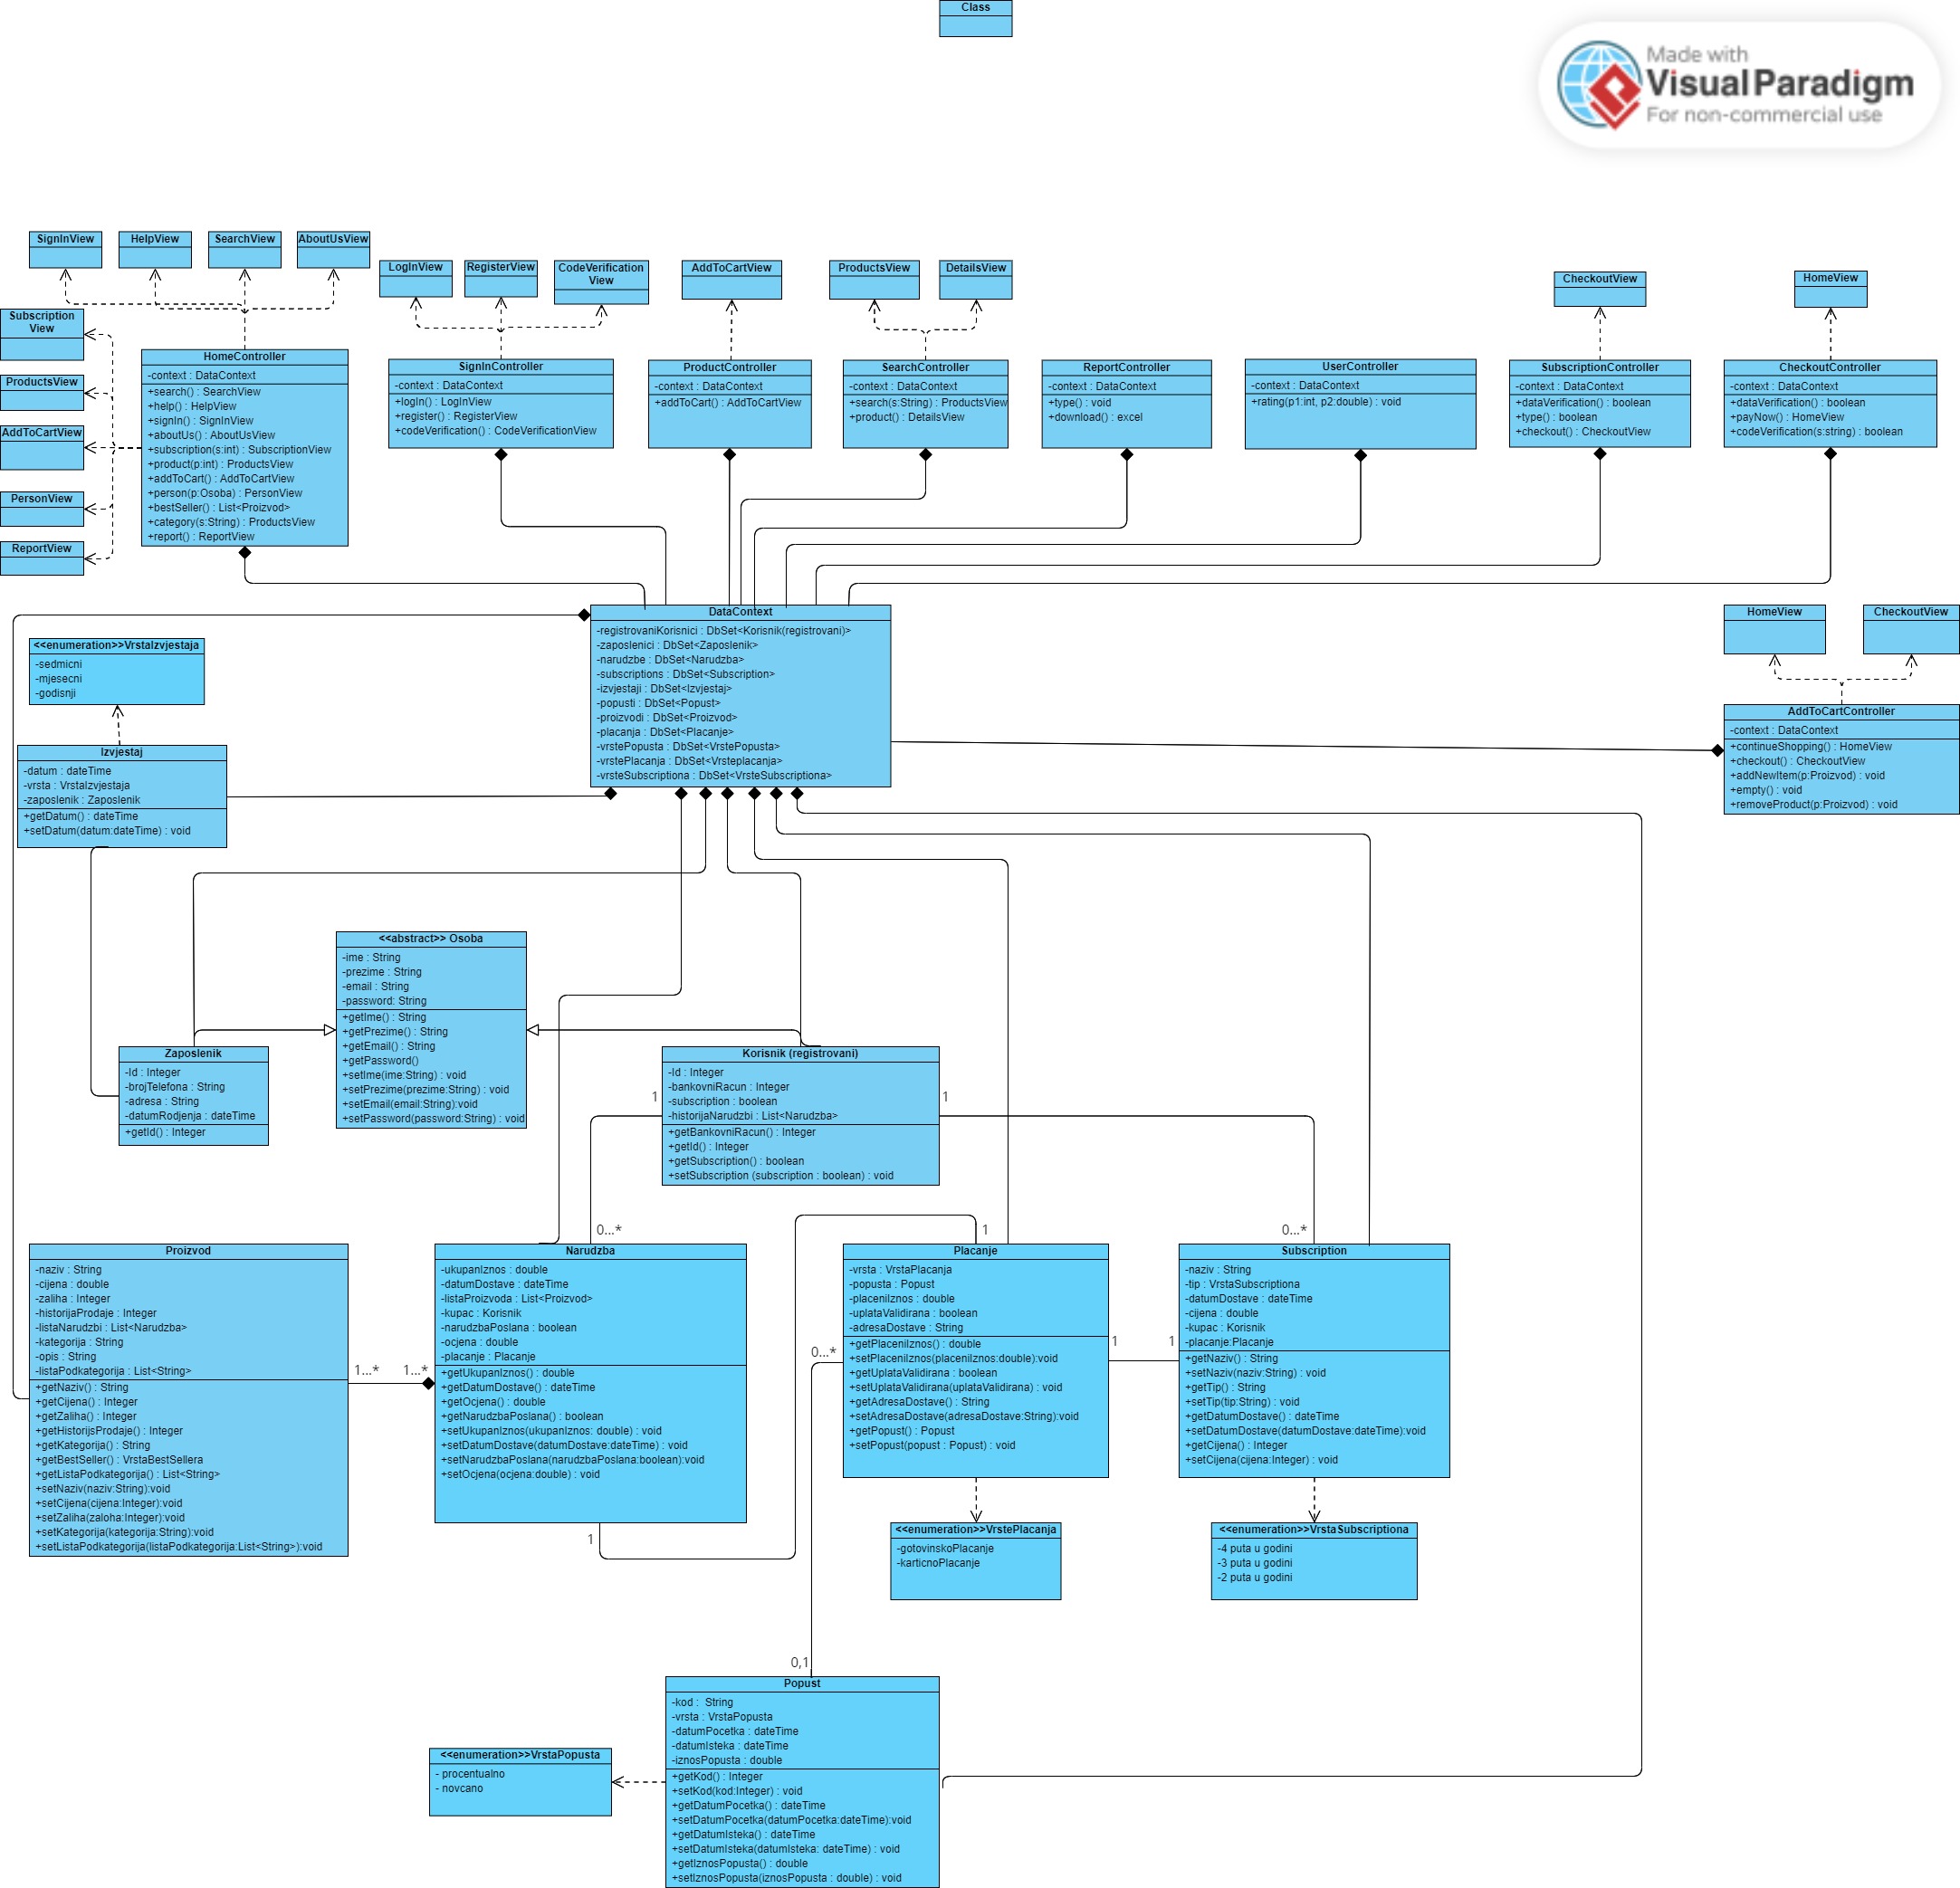 Class
Made with
Visual Paradigm
For non-commercial use
SignInView
HelpView
SearchView
AboutUsView
LogInView
RegisterView
CodeVerification
View
AddToCartView
ProductsView
DetailsView
CheckoutView
HomeView
Subscription
View
ProductsView
AddToCartView
PersonView
ReportView
HomeController
-context : DataContext
+search() : SearchView
+help() : HelpView
+signIn() : SignInView
+aboutUs() : AboutUsView
+subscription(s:int) : SubscriptionView
+product(p:int) : ProductsView
+addToCart() : AddToCartView
+person(p:Osoba) : PersonView
+bestSeller() : List<Proizvod>
+category(s:String) : ProductsView
+report() : ReportView
SignInController
-context : DataContext
+logIn() : LogInView
+register() : RegisterView
+codeVerification() : CodeVerificationView
ProductController
-context : DataContext
+addToCart() : AddToCartView
SearchController
-context : DataContext
+search(s:String) : ProductsView
+product() : DetailsView
ReportController
-context : DataContext
+type() : void
+download() : excel
UserController
-context : DataContext
+rating(p1:int, p2:double) : void
SubscriptionController
-context : DataContext
+dataVerification() : boolean
+type() : boolean
+checkout() : CheckoutView
CheckoutController
-context : DataContext
+dataVerification() : boolean
+payNow() : HomeView
+codeVerification(s:string) : boolean
DataContext
-registrovaniKorisnici : DbSet<Korisnik(registrovani)>
-zaposlenici : DbSet<Zaposlenik>
-narudzbe : DbSet<Narudzba>
-subscriptions : DbSet<Subscription>
-izvjestaji : DbSet<Izvjestaj>
-popusti : DbSet<Popust>
-proizvodi : DbSet<Proizvod>
-placanja : DbSet<Placanje>
-vrstePopusta : DbSet<VrstePopusta>
-vrstePlacanja : DbSet<Vrsteplacanja>
-vrsteSubscriptiona : DbSet<VrsteSubscriptiona>
HomeView
CheckoutView
AddToCartController
-context : DataContext
+continueShopping() : HomeView
+checkout() : CheckoutView
+addNewItem(p:Proizvod) : void
+empty() : void
+removeProduct(p:Proizvod) : void
<<enumeration>>VrstaIzvjestaja
-sedmicni
-mjesecni
-godisnji
Izvjestaj
-datum : dateTime
-vrsta : VrstaIzvjestaja
-zaposlenik : Zaposlenik
+getDatum() : dateTime
+setDatum(datum:dateTime) : void
<<abstract>> Osoba
-ime : String
-prezime : String
-email : String
-password: String
+getIme() : String
+getPrezime() : String
+getEmail() : String
+getPassword()
+setIme(ime:String) : void
+setPrezime(prezime:String) : void
+setEmail(email:String):void
+setPassword(password:String) : void
Zaposlenik
-Id : Integer
-brojTelefona : String
-adresa : String
-datumRodjenja : dateTime
+getId() : Integer
Korisnik (registrovani)
-Id : Integer
-bankovniRacun : Integer
-subscription : boolean
-historijaNarudzbi : List<Narudzba>
+getBankovniRacun() : Integer
+getId() : Integer
+getSubscription() : boolean
+setSubscription (subscription : boolean) : void
1
1
0...*
1
0...*
Proizvod
-naziv : String
-cijena : double
-zaliha : Integer
-historijaProdaje : Integer
-listaNarudzbi : List<Narudzba>
-kategorija : String
-opis : String
-listaPodkategorija : List<String>
+getNaziv() : String
+getCijena() : Integer
+getZaliha() : Integer
+getHistorijsProdaje() : Integer
+getKategorija() : String
+getBestSeller() : VrstaBestSellera
+getListaPodkategorija() : List<String>
+setNaziv(naziv:String):void
+setCijena(cijena:Integer):void
+setZaliha(zaloha:Integer):void
+setKategorija(kategorija:String):void
+setListaPodkategorija(listaPodkategorija:List<String>):void
1...*
1...*
Narudzba
-ukupanIznos : double
-datumDostave : dateTime
-listaProizvoda : List<Proizvod>
-kupac : Korisnik
-narudzbaPoslana : boolean
-ocjena : double
-placanje : Placanje
+getUkupanIznos() : double
+getDatumDostave() : dateTime
+getOcjena() : double
+getNarudzbaPoslana() : boolean
+setUkupanIznos(ukupanIznos: double) : void
+setDatumDostave(datumDostave:dateTime) : void
+setNarudzbaPoslana(narudzbaPoslana:boolean):void
+setOcjena(ocjena:double) : void
1
0...*
Placanje
-vrsta : VrstaPlacanja
-popusta : Popust
-placeniIznos : double
-uplataValidirana : boolean
-adresaDostave : String
+getPlaceniIznos() : double
+setPlaceniIznos(placeniIznos:double):void
+getUplataValidirana : boolean
+setUplataValidirana(uplataValidirana) : void
+getAdresaDostave() : String
+setAdresaDostave(adresaDostave:String):void
+getPopust() : Popust
+setPopust(popust : Popust) : void
1
1
Subscription
-naziv : String
-tip : VrstaSubscriptiona
-datumDostave : dateTime
-cijena : double
-kupac : Korisnik
-placanje:Placanje
+getNaziv() : String
+setNaziv(naziv:String) : void
+getTip() : String
+setTip(tip:String) : void
+getDatumDostave() : dateTime
+setDatumDostave(datumDostave:dateTime):void
+getCijena() : Integer
+setCijena(cijena:Integer) : void
<<enumeration>>VrstePlacanja
-gotovinskoPlacanje
-karticnoPlacanje
<<enumeration>>VrstaSubscriptiona
-4 puta u godini
-3 puta u godini
-2 puta u godini
0,1
Popust
-kod : String
-vrsta : VrstaPopusta
-datumPocetka : dateTime
-datumIsteka : dateTime
-iznosPopusta : double
+getKod() : Integer
+setKod(kod:Integer) : void
+getDatumPocetka() : dateTime
+setDatumPocetka(datumPocetka:dateTime):void
+getDatumIsteka() : dateTime
+setDatumIsteka(datumIsteka: dateTime) : void
+getIznosPopusta() : double
+setIznosPopusta(iznosPopusta : double) : void
<<enumeration>>VrstaPopusta
- procentualno
- novcano